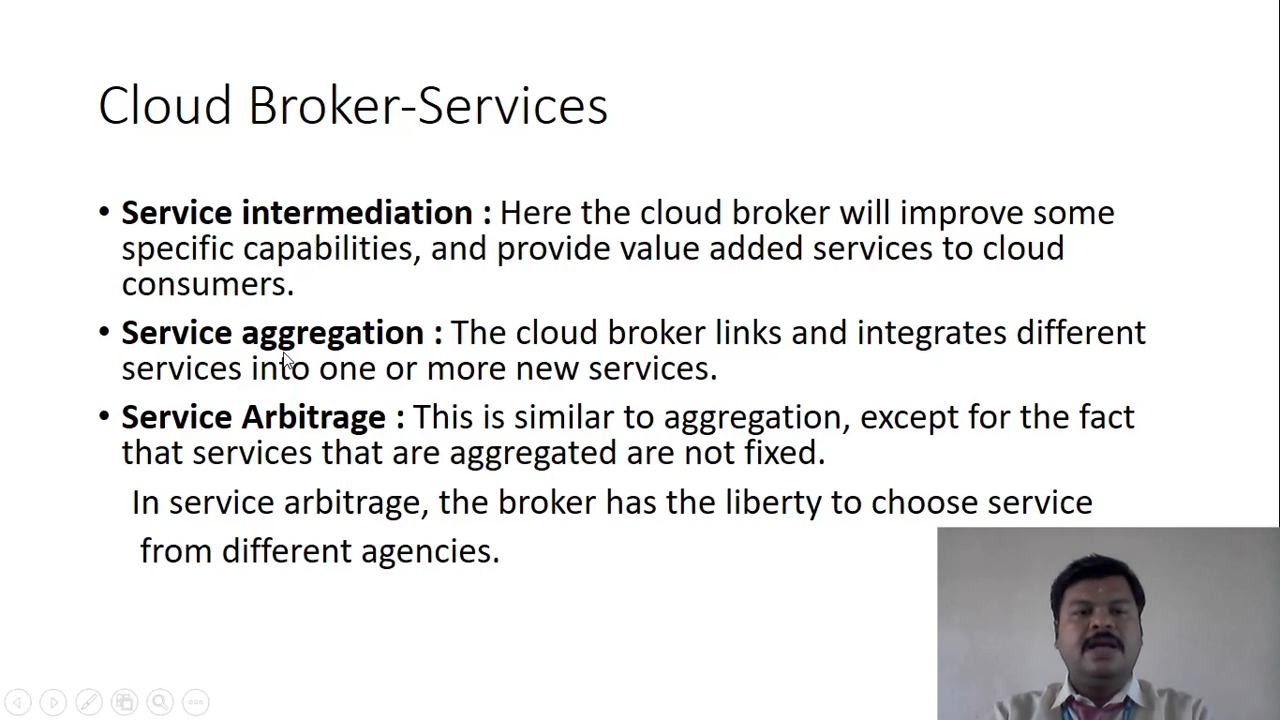 Cloud Broker-Services
• Service intermediation : Here the cloud broker will improve some
specific capabilities, and provide value added services to cloud
consumers.
• Service aggregation : The cloud broker links and integrates different
services into one or more new services.
• Service Arbitrage : This is similar to aggregation, except for the fact
that services that are aggregated are not fixed.
In service arbitrage, the broker has the liberty to choose service
from different agencies.